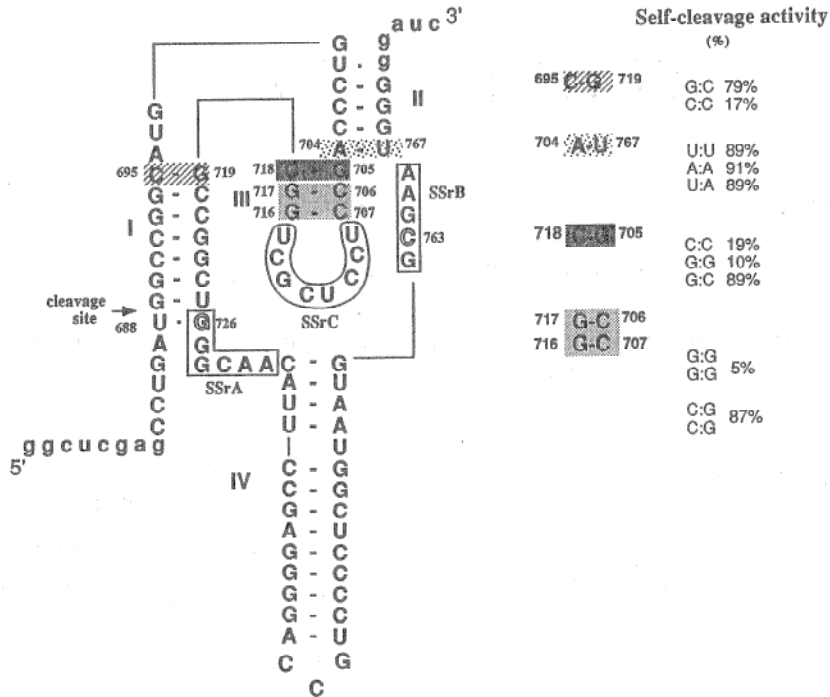 Self-cleavage activity
(%)
auc 3'
G g
U · g
C - G II
C - G
C - G
704 A - U 767
G
U
A
695 C - G 719
G C
G - C
C - G
C - G
G - C
G - U
688 U · G 726
A G
G G C A A
U
C
C
5' ggcucgag
I
cleavage site
SSrA
III
718 C - G 705
717 G - C 706
716 G - C 707
U C G C U C C U
SSrC
A
A
G
C 763
G
SSrB
C - G
A - U
U - A
U - A
U
C - G
C - G
G - C
A - U
G - C
G - C
G - C
G - C
A - U
C G
C
IV
695 C-G 719
G:C 79%
C:C 17%
704 A-U 767
U:U 89%
A:A 91%
U:A 89%
718 C-G 705
C:C 19%
G:G 10%
G:C 89%
717 G-C 706
716 G-C 707
G:G
G:G 5%
C:G
C:G 87%